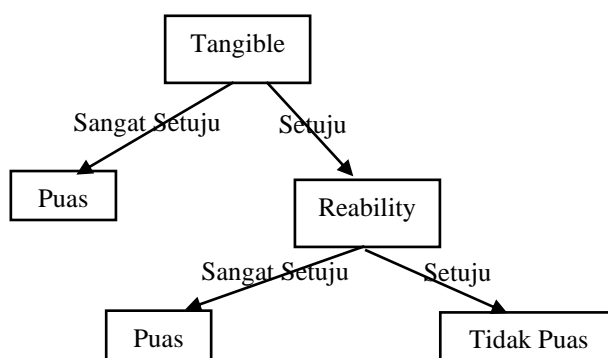 Tangible
Sangat Setuju
Setuju
Puas
Reability
Sangat Setuju
Setuju
Puas
Tidak Puas